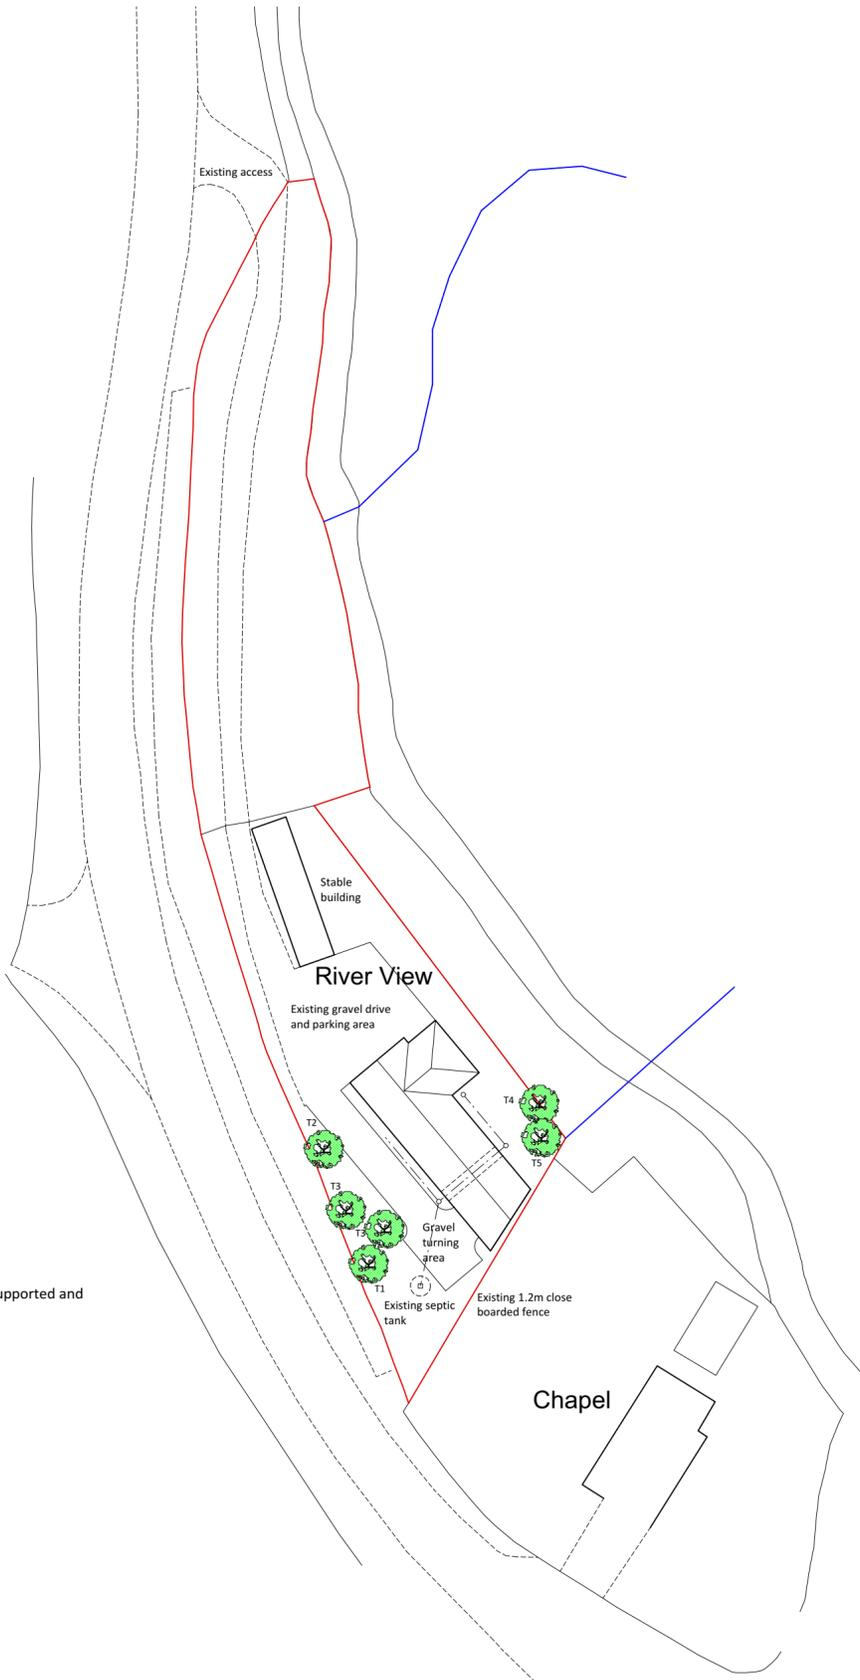 Existing access
Stable
building
River View
Existing gravel drive
and parking area
T4
T2
T5
T3
T3
Gravel
turning
area
T1
upported and
Existing septic
tank
Existing 1.2m close
boarded fence
Chapel